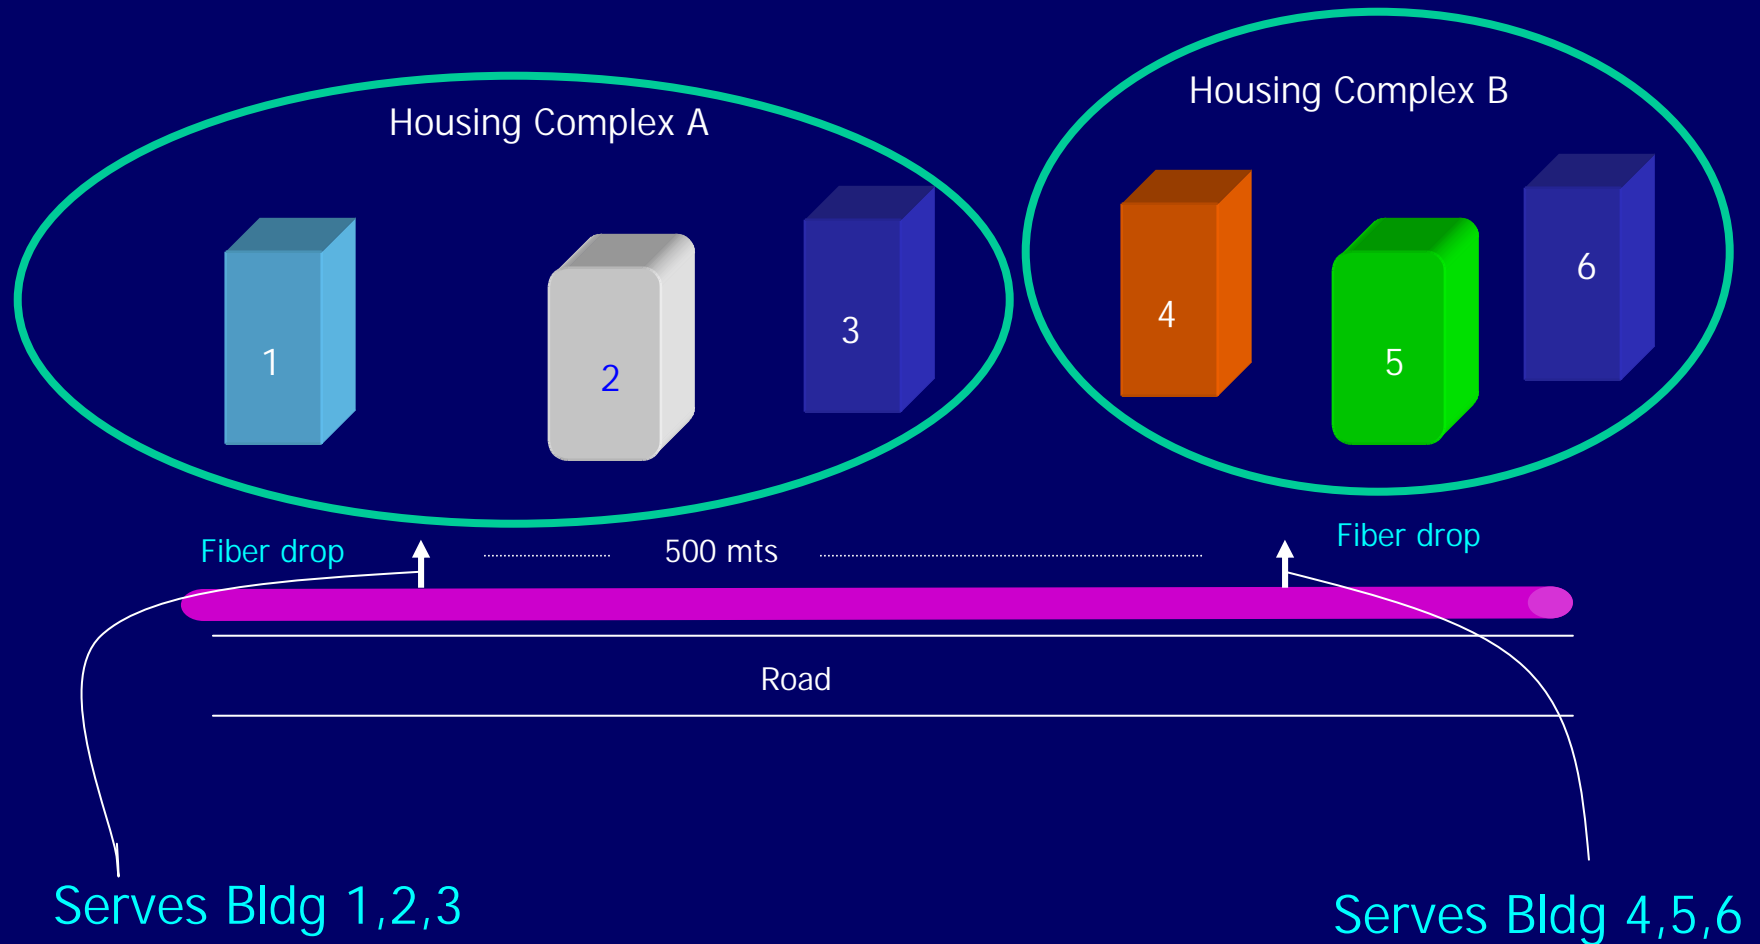 Housing Complex A
Housing Complex B
1
2
3
4
5
6
Fiber drop
500 mts
Fiber drop
Road
Serves Bldg 1,2,3
Serves Bldg 4,5,6